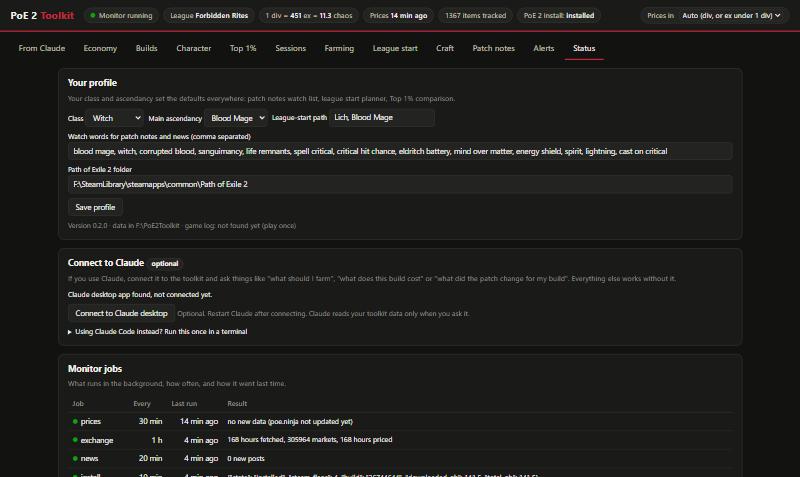 PoE 2 Toolkit Monitor running League Forbidden Rites 1 div = 451 ex = 11.3 chaos Prices 14 min ago 1367 items tracked PoE 2 install: installed Prices in Auto (div, or ex under 1 div)
From Claude Economy Builds Character Top 1% Sessions Farming League start Craft Patch notes Alerts Status
Your profile
Your class and ascendancy set the defaults everywhere: patch notes watch list, league start planner, Top 1% comparison.
Class Witch Main ascendancy Blood Mage League-start path Lich, Blood Mage
Watch words for patch notes and news (comma separated)
blood mage, witch, corrupted blood, sanguimancy, life remnants, spell critical, critical hit chance, eldritch battery, mind over matter, energy shield, spirit, lightning, cast on critical
Path of Exile 2 folder
F:\SteamLibrary\steamapps\common\Path of Exile 2
Save profile
Version 0.2.0 · data in F:\PoE2Toolkit · game log: not found yet (play once)
Connect to Claude optional
If you use Claude, connect it to the toolkit and ask things like "what should I farm", "what does this build cost" or "what did the patch change for my build". Everything else works without it.
Claude desktop app found, not connected yet.
Connect to Claude desktop Optional. Restart Claude after connecting. Claude reads your toolkit data only when you ask it.
Using Claude Code instead? Run this once in a terminal
Monitor jobs
What runs in the background, how often, and how it went last time.
Job Every Last run Result
prices 30 min 14 min ago no new data (poe.ninja not updated yet)
exchange 1 h 4 min ago 168 hours fetched, 305964 markets, 168 hours priced
news 20 min 4 min ago 0 new posts